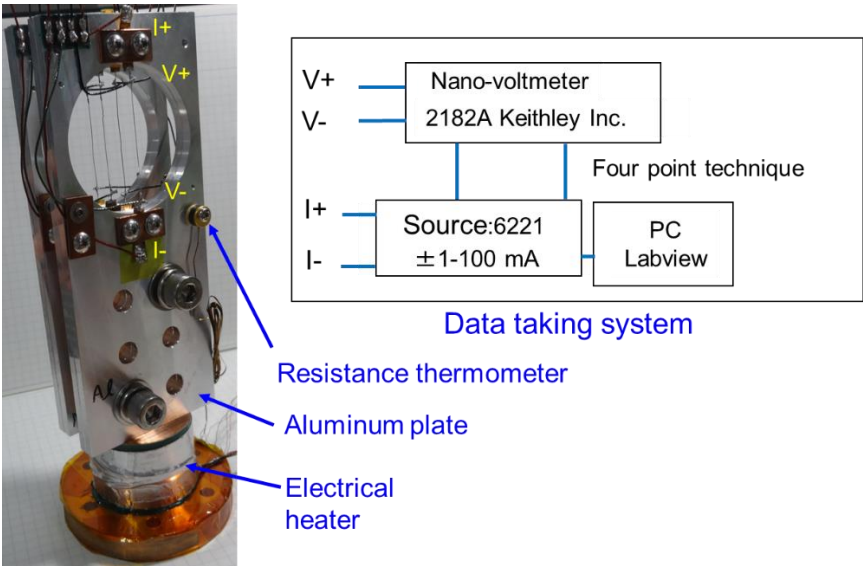 I+
V+
V-
I-
Al
V+
V-
I+
I-
Nano-voltmeter
2182A Keithley Inc.
Four point technique
Source:6221
±1-100 mA
PC
Labview
Data taking system
Resistance thermometer
Aluminum plate
Electrical
heater